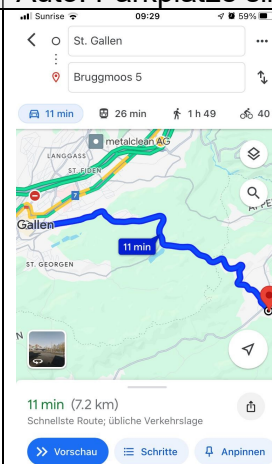 Sunrise 09:29 59%
St. Gallen
Bruggmoos 5
11 min 26 min 1 h 49 40
metalclean AG
LANGGASS
ST. FIDEN
7
Gallen
11 min
ST. GEORGEN
11 min (7.2 km)
Schnellste Route; übliche Verkehrslage
Vorschau Schritte Anpinnen